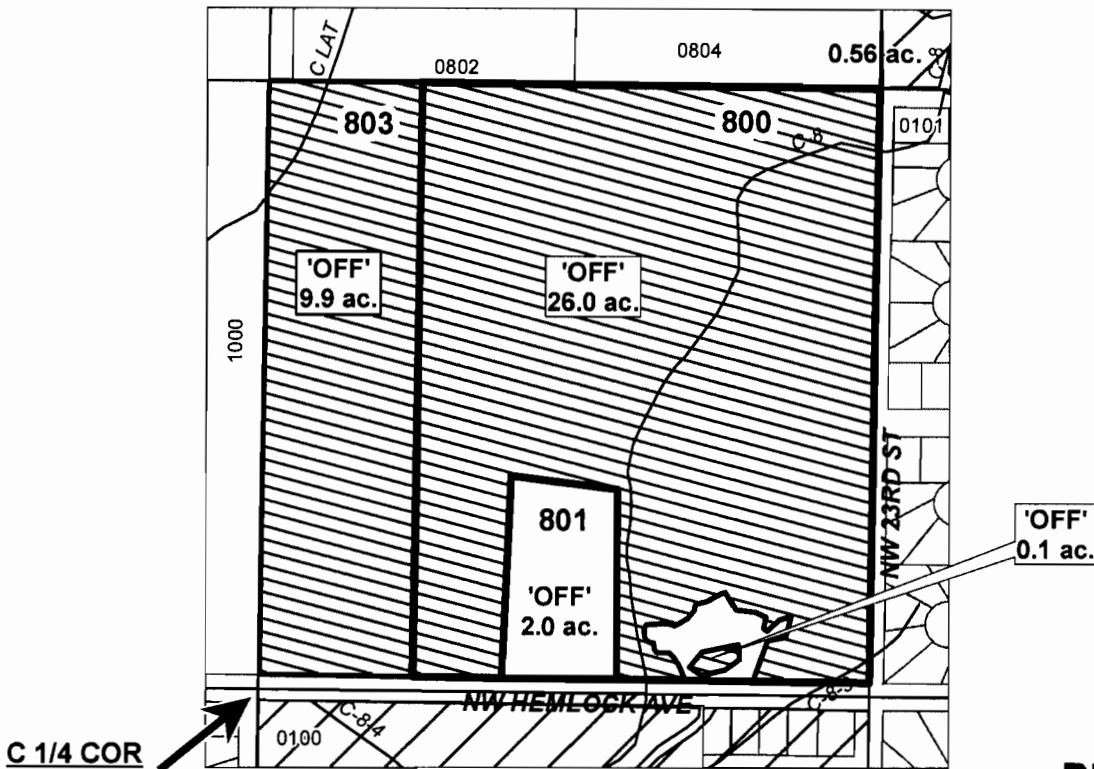 C LAT
0802
0804
0.56 ac.
C-8
803
800
0101
C-8
'OFF'
9.9 ac.
'OFF'
26.0 ac.
1000
NW 23RD ST
801
'OFF'
2.0 ac.
'OFF'
0.1 ac.
NW HEMLOCK AVE
C-8-4
0100
C 1/4 COR